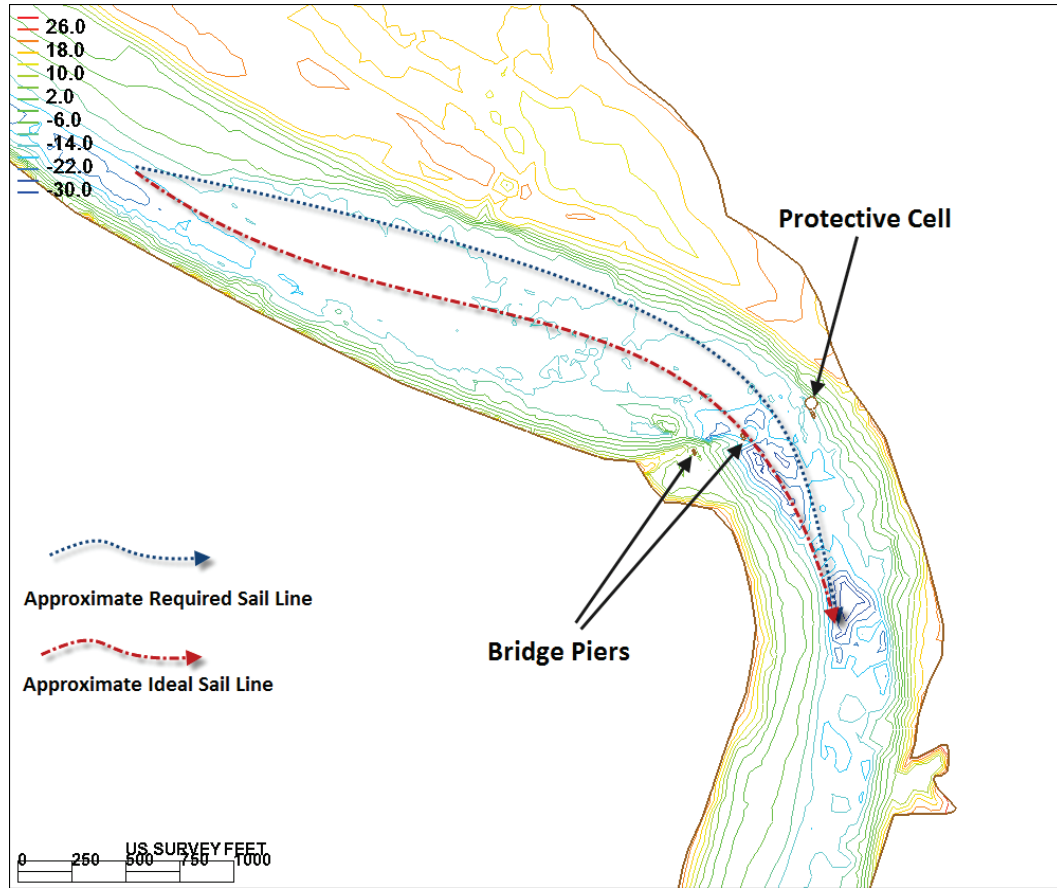 26.0
18.0
10.0
2.0
-6.0
-14.0
-22.0
-30.0
Protective Cell
Bridge Piers
Approximate Required Sail Line
Approximate Ideal Sail Line
US SURVEY FEET
0 250 500 750 1000